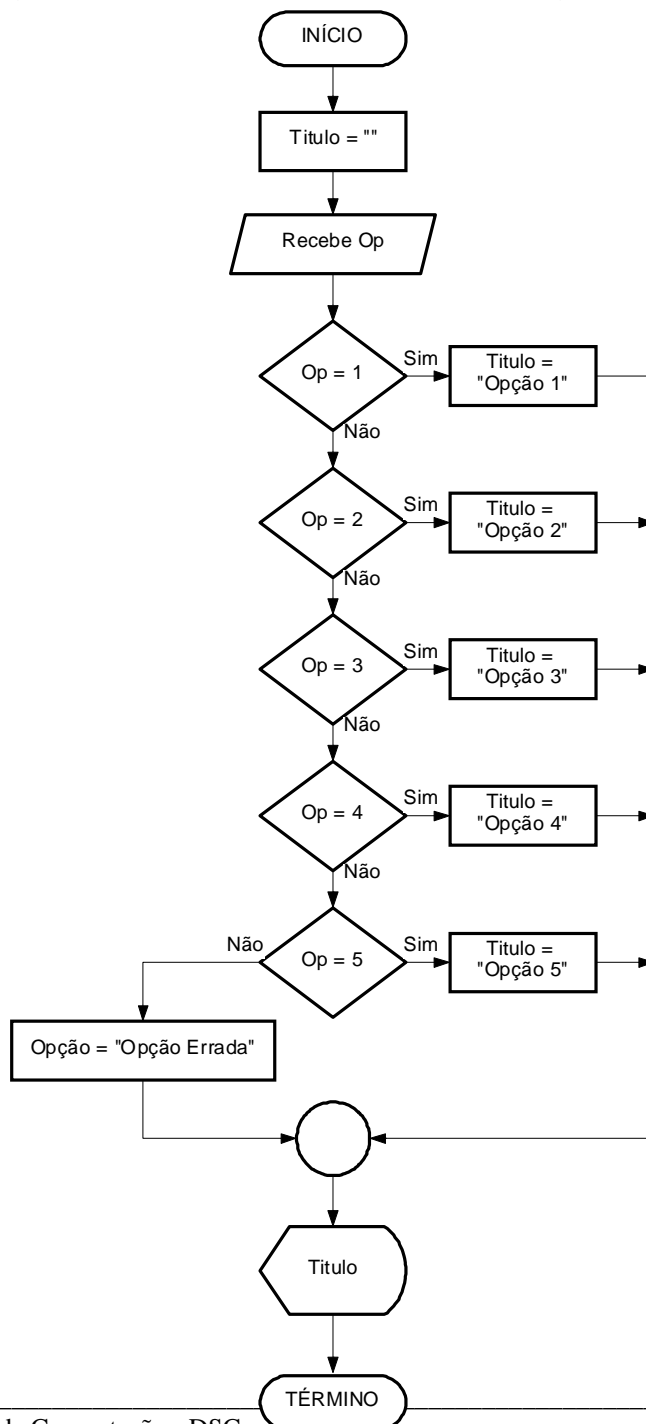 INÍCIO
Titulo = ""
Recebe Op
Op = 1
Sim
Titulo =
"Opção 1"
Não
Op = 2
Sim
Titulo =
"Opção 2"
Não
Op = 3
Sim
Titulo =
"Opção 3"
Não
Op = 4
Sim
Titulo =
"Opção 4"
Não
Não
Op = 5
Sim
Titulo =
"Opção 5"
Opção = "Opção Errada"
Titulo
TÉRMINO